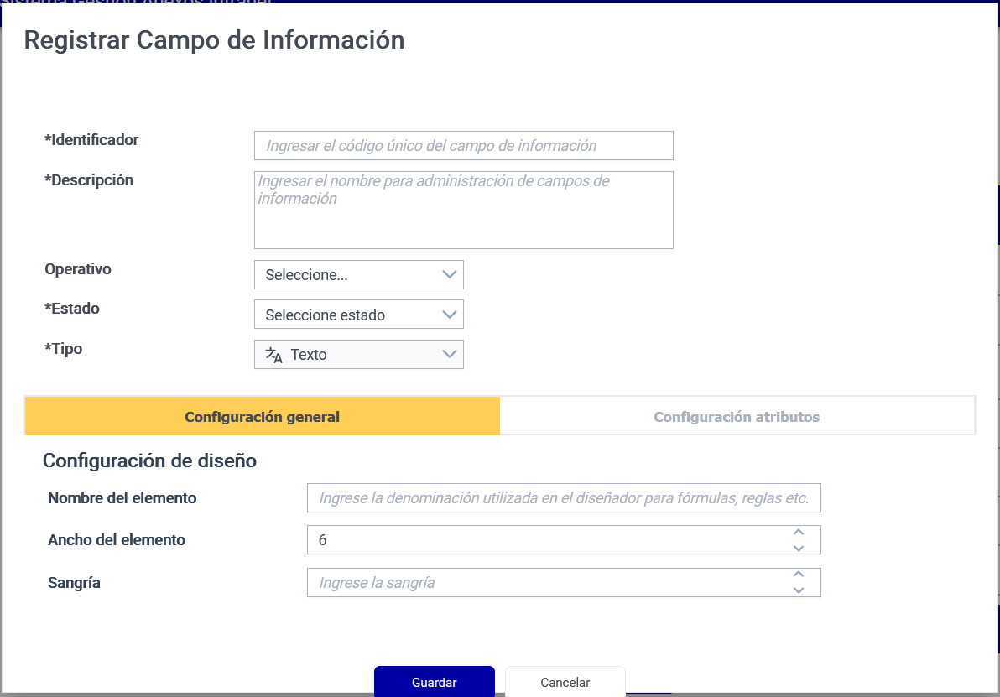 Registrar Campo de Información
*Identificador
Ingresar el código único del campo de información
*Descripción
Ingresar el nombre para administración de campos de
información
Operativo
Seleccione...
*Estado
Seleccione estado
*Tipo
Texto
Configuración general
Configuración atributos
Configuración de diseño
Nombre del elemento
Ingrese la denominación utilizada en el diseñador para fórmulas, reglas etc.
Ancho del elemento
6
Sangría
Ingrese la sangría
Guardar
Cancelar